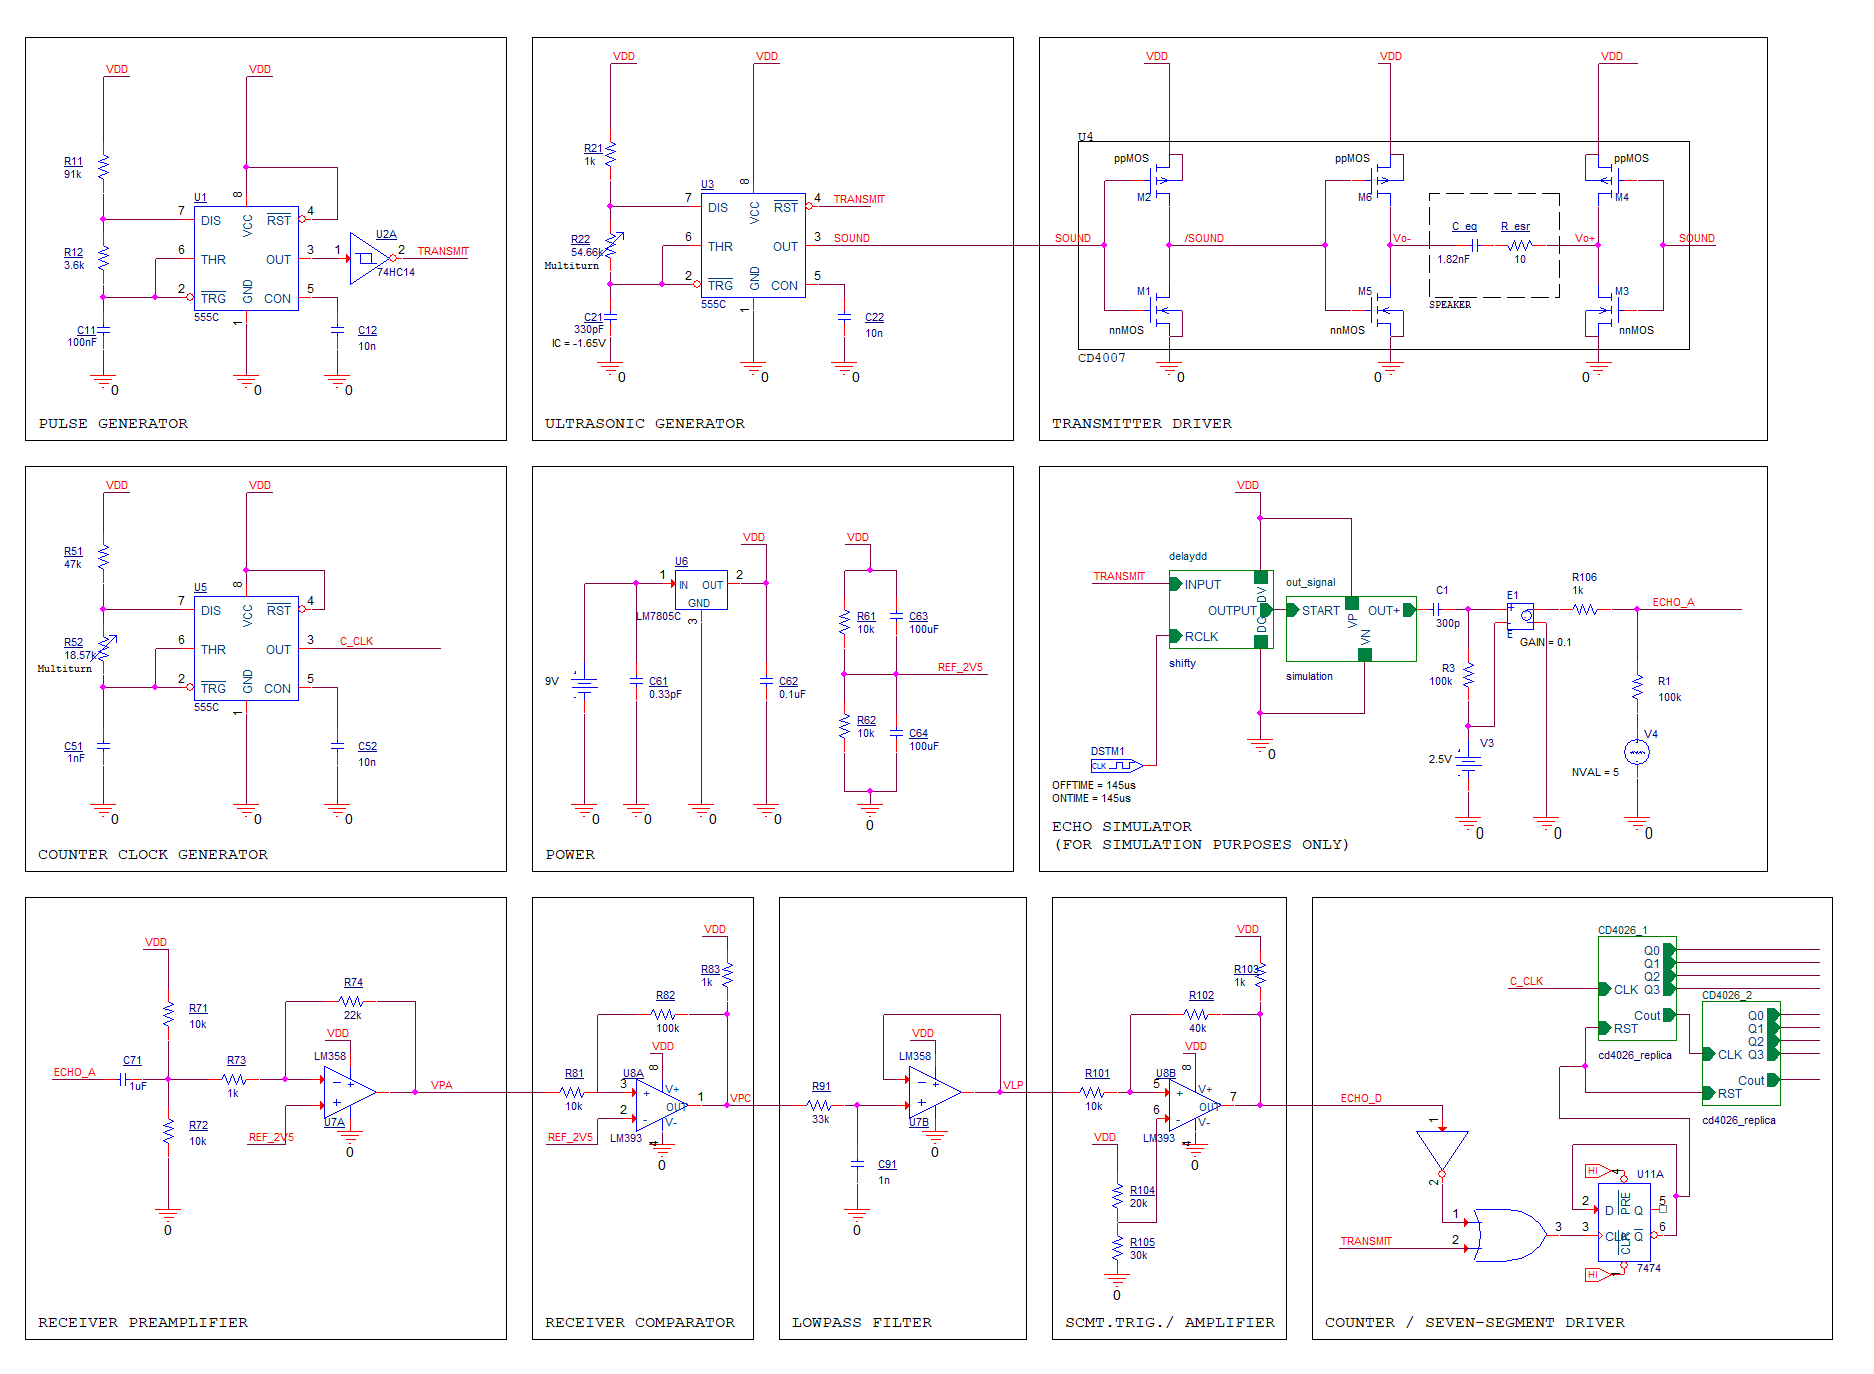 VDD
VDD
R11
91k
U1
8
7
DIS
VCC
RST
4
R12
3.6k
6
THR
OUT
3
1
U2A
2
TRANSMIT
74HC14
2
TRG
GND
CON
5
555C
1
C11
100nF
C12
10n
0
0
0
PULSE GENERATOR
VDD
VDD
R21
1k
U3
8
7
DIS
VCC
RST
4
TRANSMIT
R22
54.66k
Multiturn
6
THR
OUT
3
SOUND
2
TRG
GND
CON
5
555C
1
C21
330pF
IC = -1.65V
C22
10n
0
0
0
ULTRASONIC GENERATOR
VDD
VDD
VDD
U4
ppMOS
ppMOS
ppMOS
M2
M6
M4
C_eq
R_esr
SOUND
/SOUND
Vo-
Vo+
SOUND
1.82nF
10
SPEAKER
M1
M5
M3
nnMOS
nnMOS
nnMOS
CD4007
0
0
0
TRANSMITTER DRIVER
VDD
VDD
R51
47k
U5
8
7
DIS
VCC
RST
4
R52
18.57k
Multiturn
6
THR
OUT
3
C_CLK
2
TRG
GND
CON
5
555C
1
C51
1nF
C52
10n
0
0
0
COUNTER CLOCK GENERATOR
VDD
VDD
U6
1
IN
OUT
2
GND
LM7805C
3
R61
10k
C63
100uF
REF_2V5
9V
C61
0.33pF
C62
0.1uF
R62
10k
C64
100uF
0
0
0
0
0
POWER
VDD
delaydd
TRANSMIT
INPUT
OUTPUT
RCLK
shifty
out_signal
START
OUT+
VP
VN
simulation
C1
300p
E1
E
GAIN = 0.1
R106
1k
ECHO_A
R3
100k
R1
100k
V3
2.5V
V4
NVAL = 5
DSTM1
CLK
OFFTIME = 145us
ONTIME = 145us
0
0
0
0
ECHO SIMULATOR
(FOR SIMULATION PURPOSES ONLY)
VDD
R74
22k
R71
10k
VDD
LM358
ECHO_A
C71
1uF
R73
1k
VPA
U7A
R72
10k
REF_2V5
0
0
RECEIVER PREAMPLIFIER
VDD
R83
1k
R82
100k
VDD
8
R81
10k
U8A
3
V+
OUT
1
VPC
2
V-
REF_2V5
LM393
4
0
RECEIVER COMPARATOR
VDD
LM358
R91
33k
VLP
U7B
C91
1n
0
0
LOWPASS FILTER
VDD
R103
1k
R102
40k
VDD
8
R101
10k
U8B
5
V+
OUT
7
6
V-
VDD
LM393
4
0
R104
20k
R105
30k
0
SCMT.TRIG./ AMPLIFIER
CD4026_1
Q0
Q1
Q2
Q3
C_CLK
CLK
Cout
RST
cd4026_replica
CD4026_2
Q0
Q1
Q2
Q3
CLK
Cout
RST
cd4026_replica
ECHO_D
1
2
HI
4
U11A
1
2
TRANSMIT
3
2
D
PRE
Q
5
3
CLK
CLR
Q
6
HI
1
7474
COUNTER / SEVEN-SEGMENT DRIVER